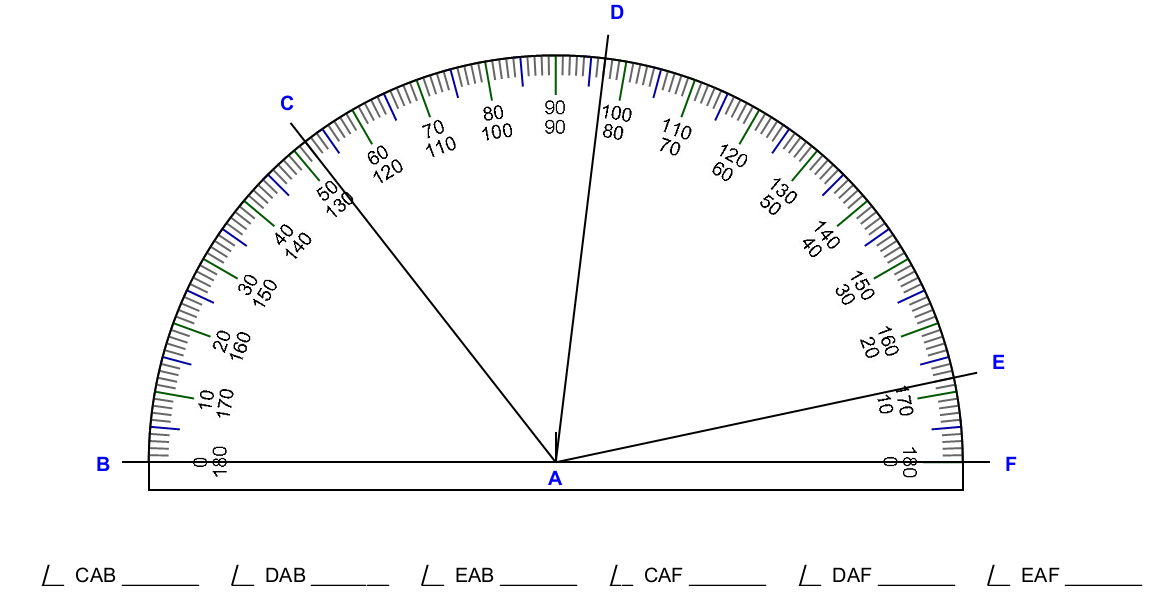 D
C
E
B
F
A
0 10 20 30 40 50 60 70 80 90 100 110 120 130 140 150 160 170 180
180 170 160 150 140 130 120 110 100 90 80 70 60 50 40 30 20 10 0
∠ CAB _______ ∠ DAB _______ ∠ EAB _______ ∠ CAF _______ ∠ DAF _______ ∠ EAF _______